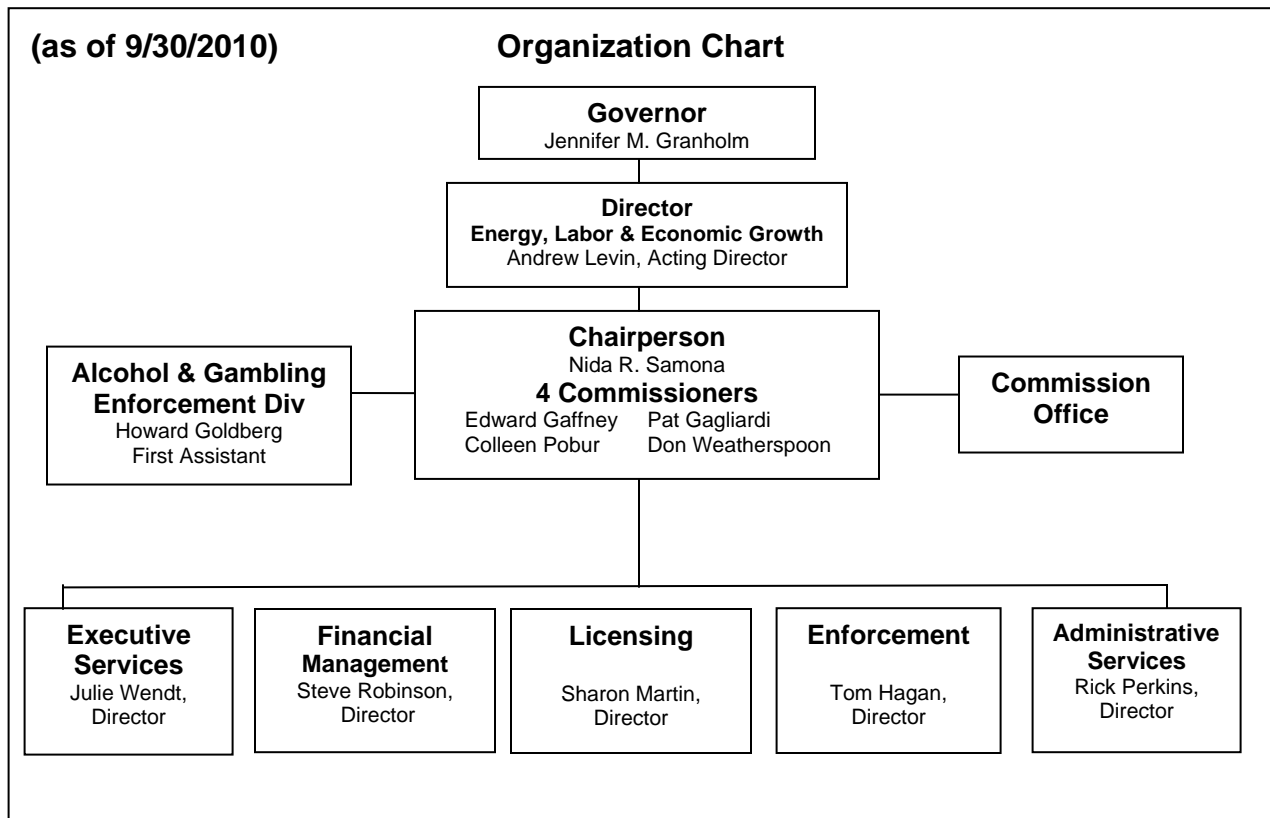 (as of 9/30/2010)
Organization Chart
Governor
Jennifer M. Granholm
Director
Energy, Labor & Economic Growth
Andrew Levin, Acting Director
Chairperson
Nida R. Samona
4 Commissioners
Edward Gaffney Pat Gagliardi
Colleen Pobur Don Weatherspoon
Alcohol & Gambling
Enforcement Div
Howard Goldberg
First Assistant
Commission
Office
Executive
Services
Julie Wendt,
Director
Financial
Management
Steve Robinson,
Director
Licensing
Sharon Martin,
Director
Enforcement
Tom Hagan,
Director
Administrative
Services
Rick Perkins,
Director